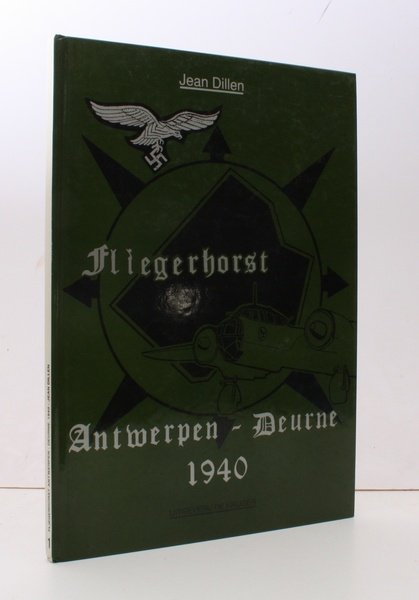 Jean Dillen
Fliegerhorst
Antwerpen - Deurne
1940